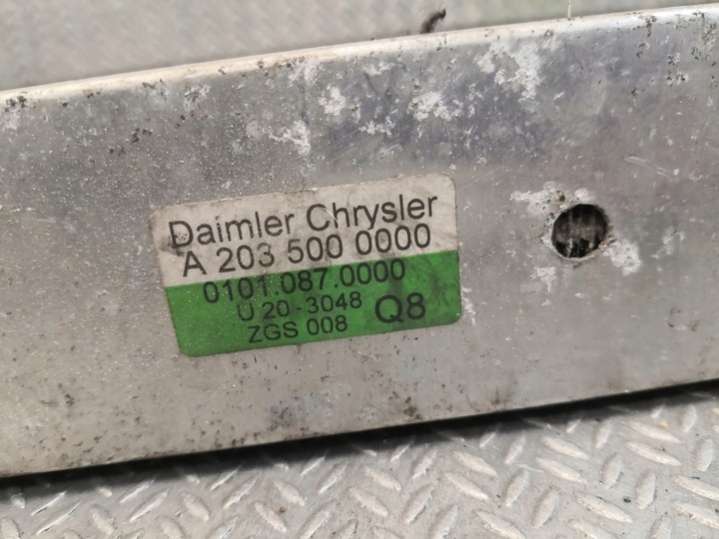 Daimler Chrysler
A 203 500 0000
0101.087.0000
U 20-3048 Q8
ZGS 008